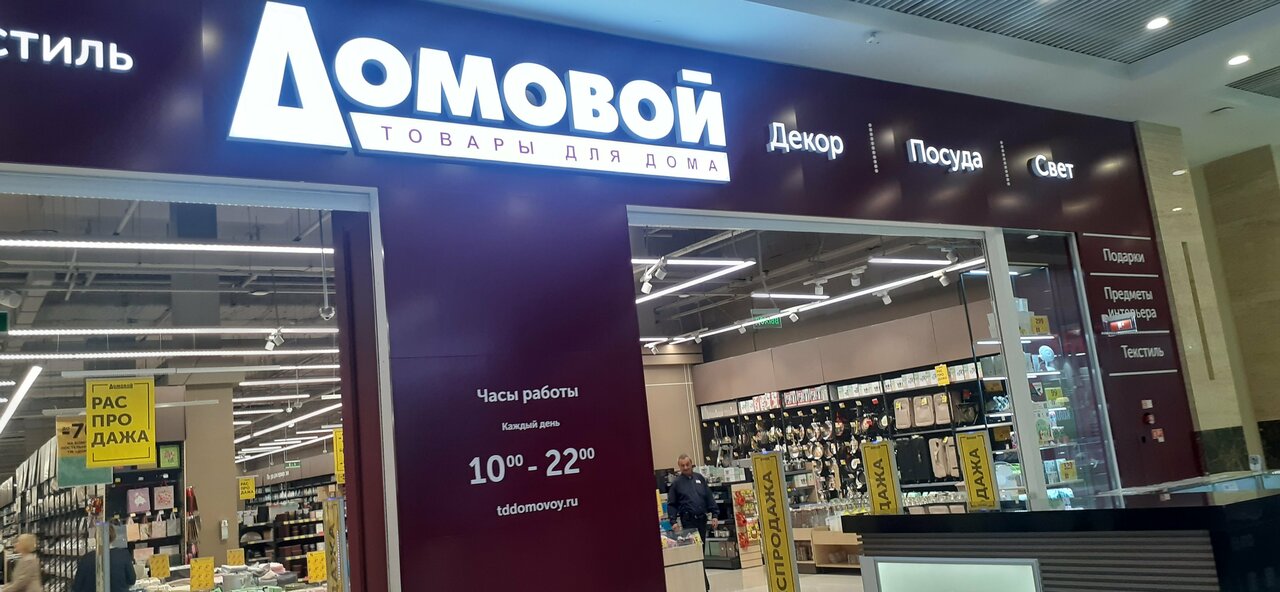 стиль
Домовой
ТОВАРЫ ДЛЯ ДОМА
Декор
Посуда
Свет
Подарки
Предметы
интерьера
Текстиль
Часы работы
Каждый день
10⁰⁰ - 22⁰⁰
tddomovoy.ru
Домовой
РАС
ПРО
ДАЖА
СПРОДАЖА
ДАЖА
ДАЖА